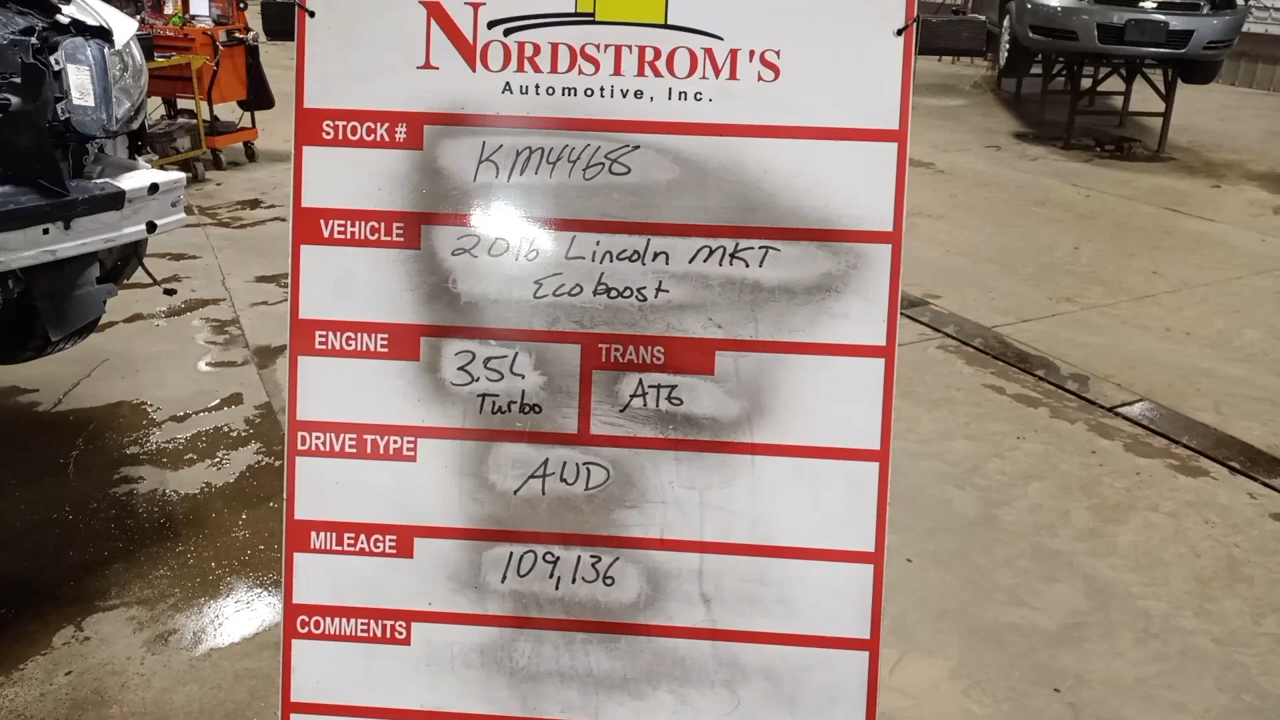 NORDSTROM'S
Automotive, Inc.
STOCK #
KM4468
VEHICLE
2016 Lincoln MKT
Ecoboost
ENGINE
3.5L
Turbo
TRANS
AT6
DRIVE TYPE
AWD
MILEAGE
109,136
COMMENTS